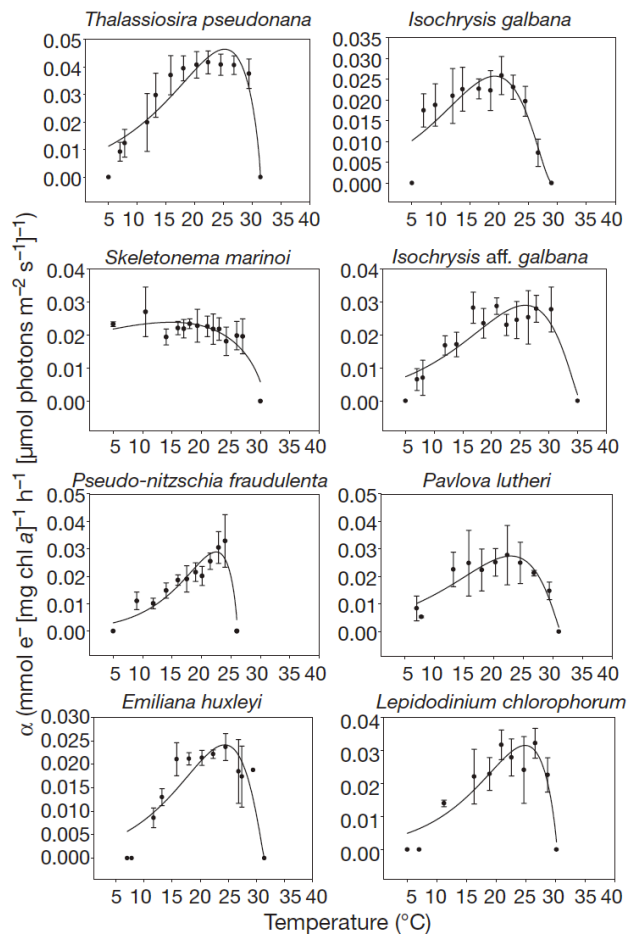 Thalassiosira pseudonana
Isochrysis galbana
0.05
0.04
0.03
0.02
0.01
0.00
5 10 15 20 25 30 35 40
0.035
0.030
0.025
0.020
0.015
0.010
0.005
0.000
5 10 15 20 25 30 35 40
Skeletonema marinoi
Isochrysis aff. galbana
0.04
0.03
0.02
0.01
0.00
5 10 15 20 25 30 35 40
0.04
0.03
0.02
0.01
0.00
5 10 15 20 25 30 35 40
Pseudo-nitzschia fraudulenta
Pavlova lutheri
0.05
0.04
0.03
0.02
0.01
0.00
5 10 15 20 25 30 35 40
0.05
0.04
0.03
0.02
0.01
0.00
5 10 15 20 25 30 35 40
Emiliana huxleyi
Lepidodinium chlorophorum
0.030
0.025
0.020
0.015
0.010
0.005
0.000
5 10 15 20 25 30 35 40
0.04
0.03
0.02
0.01
0.00
5 10 15 20 25 30 35 40
α (mmol e⁻ [mg chl a]⁻¹ h⁻¹ [µmol photons m⁻² s⁻¹]⁻¹)
Temperature (°C)